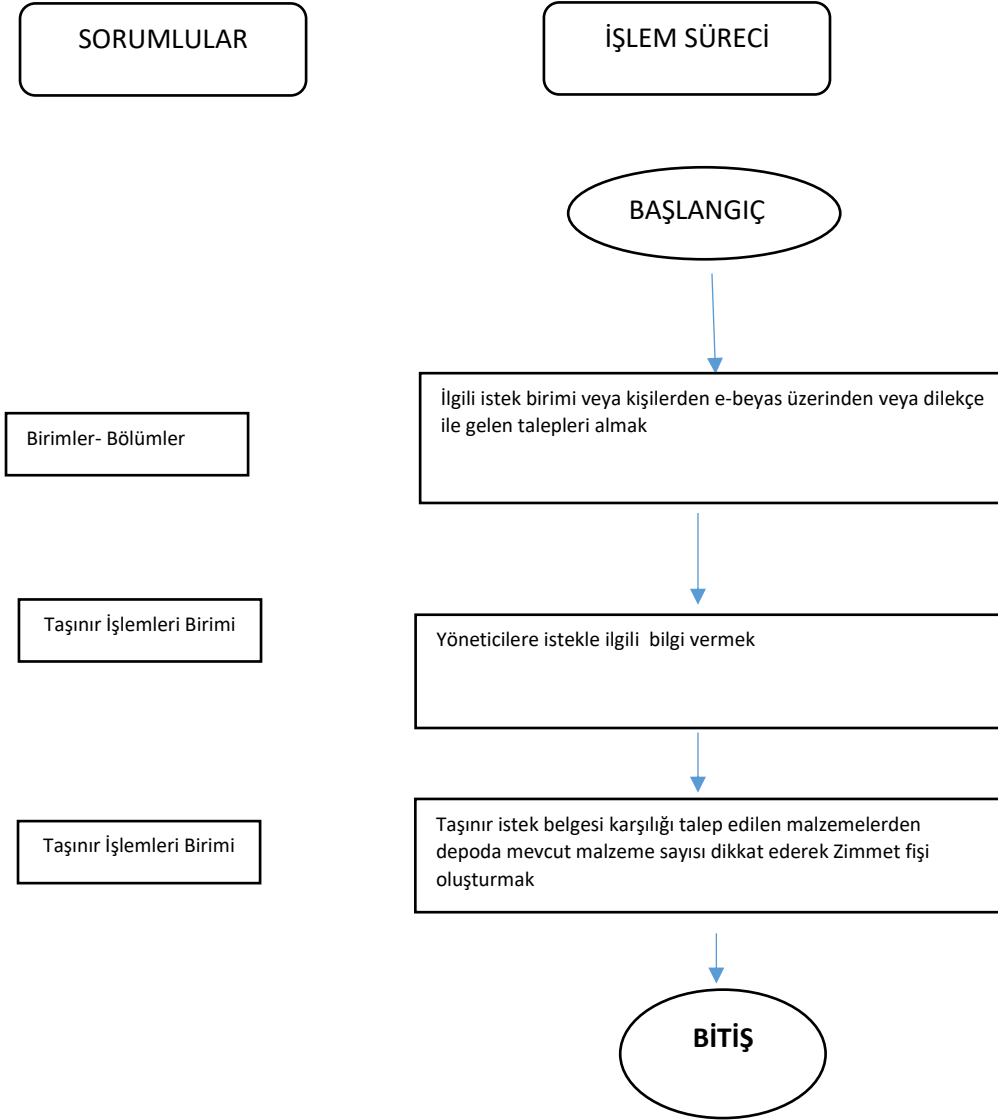 SORUMLULAR
İŞLEM SÜRECİ
BAŞLANGIÇ
Birimler- Bölümler
İlgili istek birimi veya kişilerden e-beyas üzerinden veya dilekçe
ile gelen talepleri almak
Taşınır İşlemleri Birimi
Yöneticilere istekle ilgili bilgi vermek
Taşınır İşlemleri Birimi
Taşınır istek belgesi karşılığı talep edilen malzemelerden
depoda mevcut malzeme sayısı dikkat ederek Zimmet fişi
oluşturmak
BİTİŞ